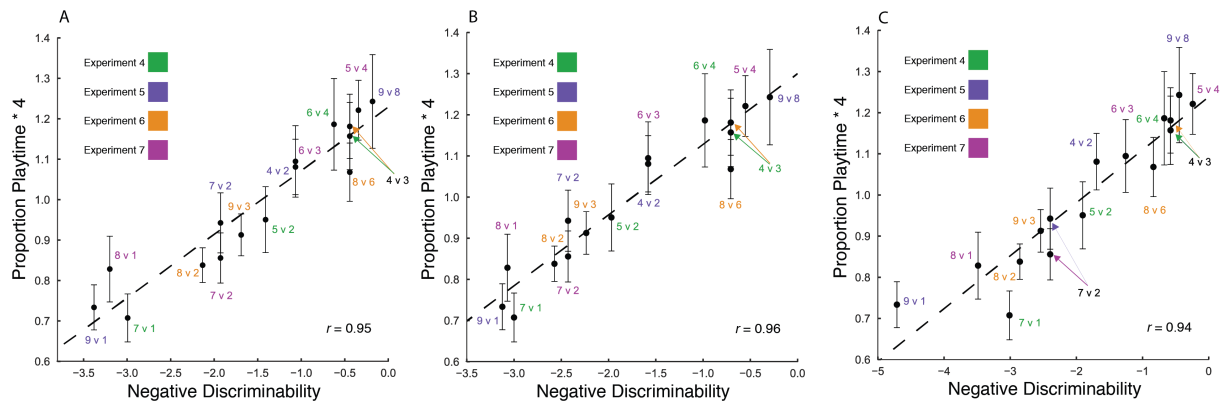 A
Proportion Playtime * 4
1.4
1.3
1.2
1.1
1.0
0.9
0.8
0.7
0.6
Experiment 4
Experiment 5
Experiment 6
Experiment 7
5 v 4
9 v 8
6 v 4
6 v 3
4 v 2
4 v 3
8 v 6
7 v 2
9 v 3
5 v 2
8 v 1
8 v 2
7 v 2
7 v 1
9 v 1
r = 0.95
−3.5 −3.0 −2.5 −2.0 −1.5 −1.0 −0.5 0.0
Negative Discriminability
B
Proportion Playtime * 4
1.4
1.3
1.2
1.1
1.0
0.9
0.8
0.7
0.6
Experiment 4
Experiment 5
Experiment 6
Experiment 7
6 v 4
5 v 4
9 v 8
6 v 3
4 v 3
7 v 2
4 v 2
8 v 6
9 v 3
5 v 2
8 v 1
8 v 2
7 v 2
9 v 1
7 v 1
r = 0.96
−3.5 −3.0 −2.5 −2.0 −1.5 −1.0 −0.5 0.0
Negative Discriminability
C
Proportion Playtime * 4
1.4
1.3
1.2
1.1
1.0
0.9
0.8
0.7
0.6
Experiment 4
Experiment 5
Experiment 6
Experiment 7
9 v 8
5 v 4
6 v 3
6 v 4
4 v 2
4 v 3
8 v 6
5 v 2
9 v 3
8 v 1
8 v 2
7 v 2
9 v 1
7 v 1
r = 0.94
−5 −4 −3 −2 −1 0
Negative Discriminability